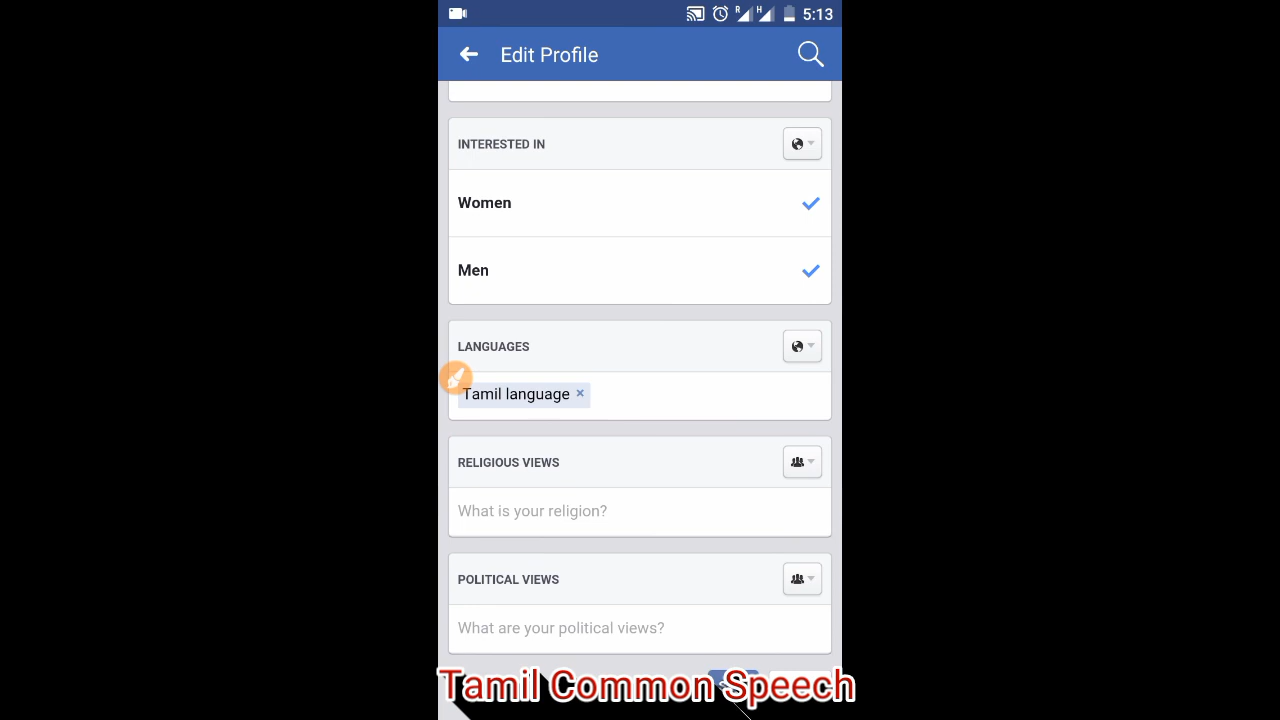 R H 5:13
Edit Profile
INTERESTED IN
Women
Men
LANGUAGES
Tamil language ×
RELIGIOUS VIEWS
What is your religion?
POLITICAL VIEWS
What are your political views?
Tamil Common Speech